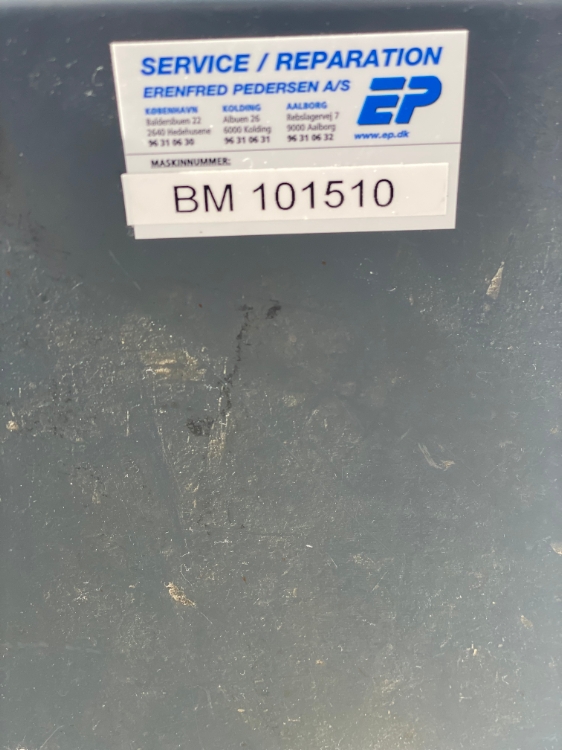 SERVICE / REPARATION
ERENFRED PEDERSEN A/S
EP
KØBENHAVN
Baldersbuen 22
2640 Hedehusene
96 31 06 30
KOLDING
Albuen 26
6000 Kolding
96 31 06 31
AALBORG
Rebslagervej 7
9000 Aalborg
96 31 06 32
www.ep.dk
MASKINNUMMER:
BM 101510